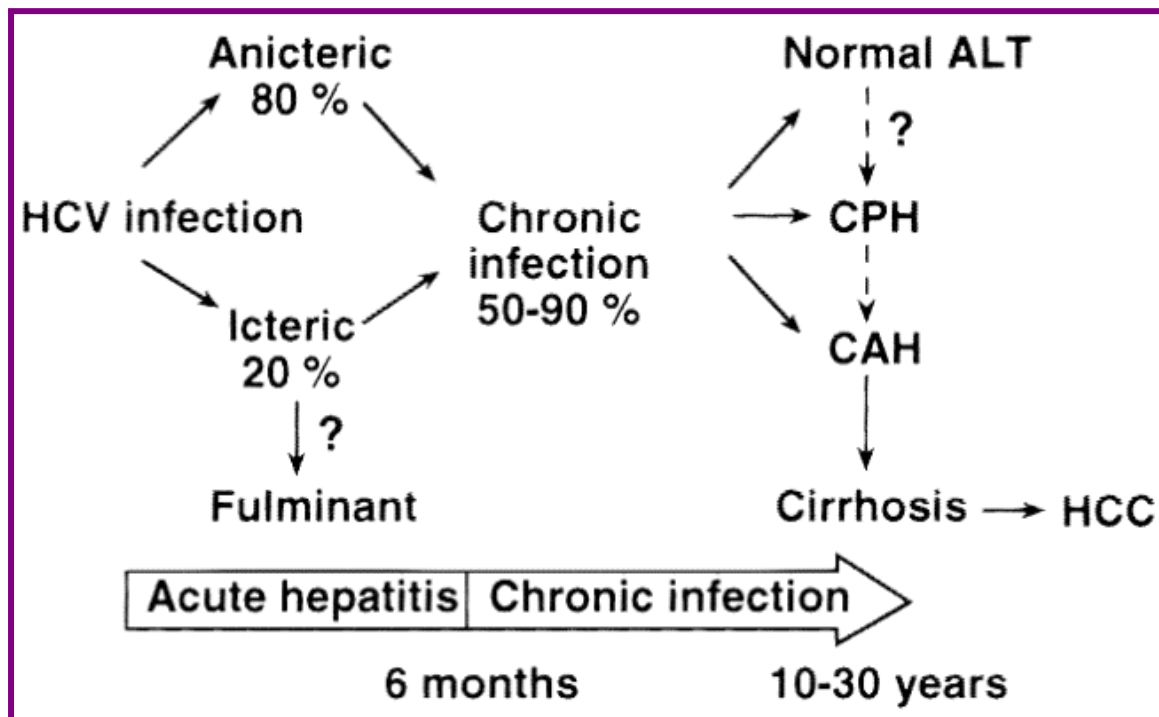 Anicteric
80 %
Normal ALT
?
HCV infection
Chronic
infection
50-90 %
CPH
Icteric
20 %
CAH
?
Fulminant
Cirrhosis
HCC
Acute hepatitis
Chronic infection
6 months
10-30 years